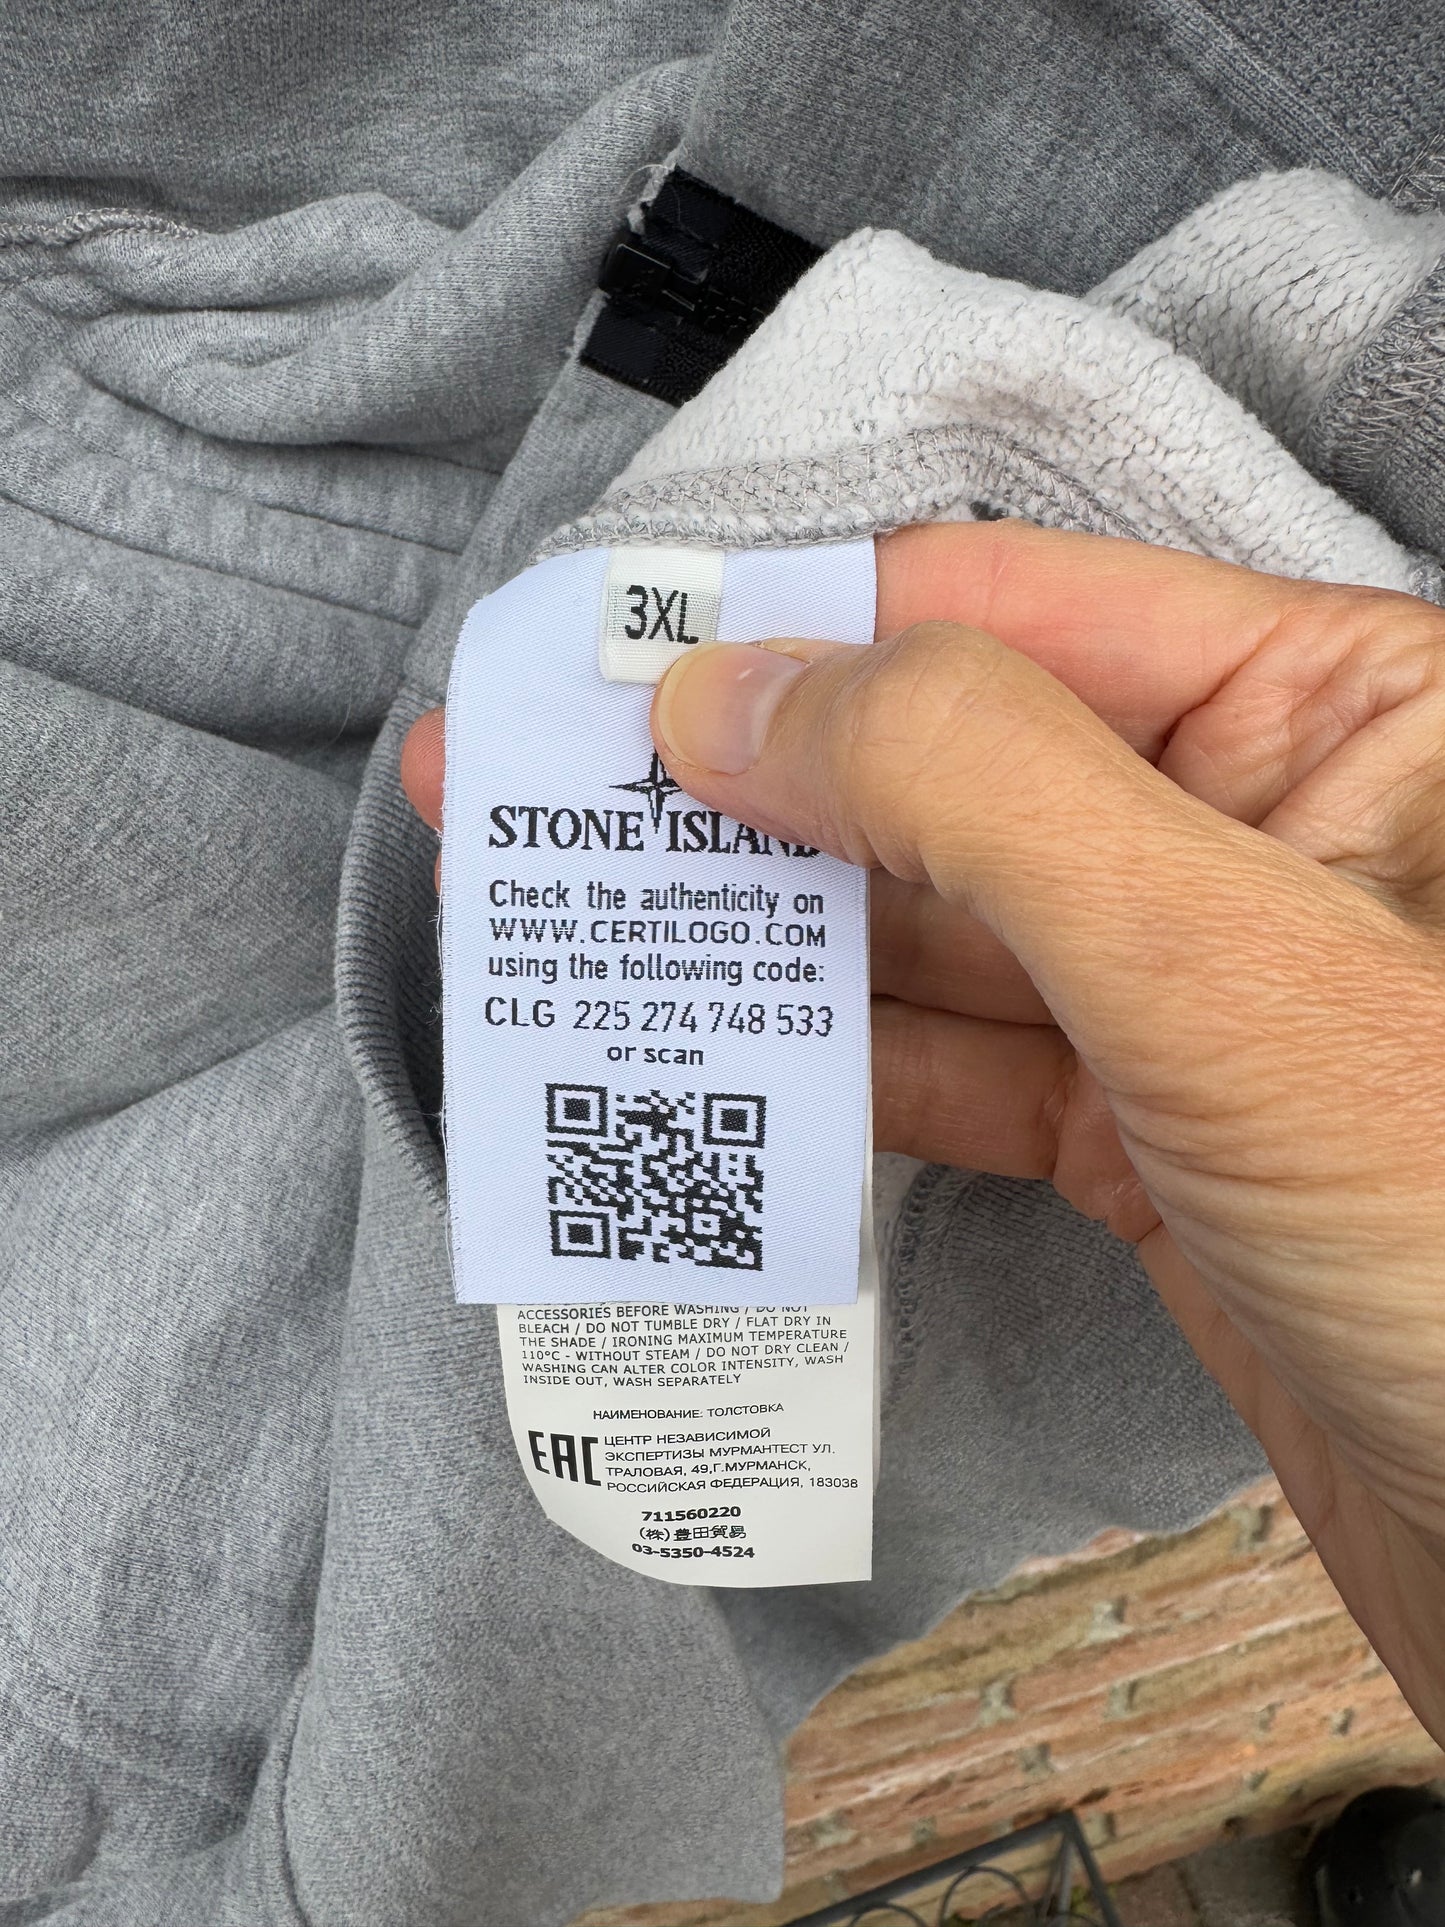 3XL
STONE ISLAND
Check the authenticity on
WWW.CERTILOGO.COM
using the following code:
CLG 225 274 748 533
or scan
ACCESSORIES BEFORE WASHING / DO NOT
BLEACH / DO NOT TUMBLE DRY / FLAT DRY IN
THE SHADE / IRONING MAXIMUM TEMPERATURE
110°C - WITHOUT STEAM / DO NOT DRY CLEAN /
WASHING CAN ALTER COLOR INTENSITY, WASH
INSIDE OUT, WASH SEPARATELY
НАИМЕНОВАНИЕ: ТОЛСТОВКА
EAC ЦЕНТР НЕЗАВИСИМОЙ
ЭКСПЕРТИЗЫ МУРМАНТЕСТ УЛ.
ТРАЛОВАЯ, 49,Г.МУРМАНСК,
РОССИЙСКАЯ ФЕДЕРАЦИЯ, 183038
711560220
(株)豊田貿易
03-5350-4524